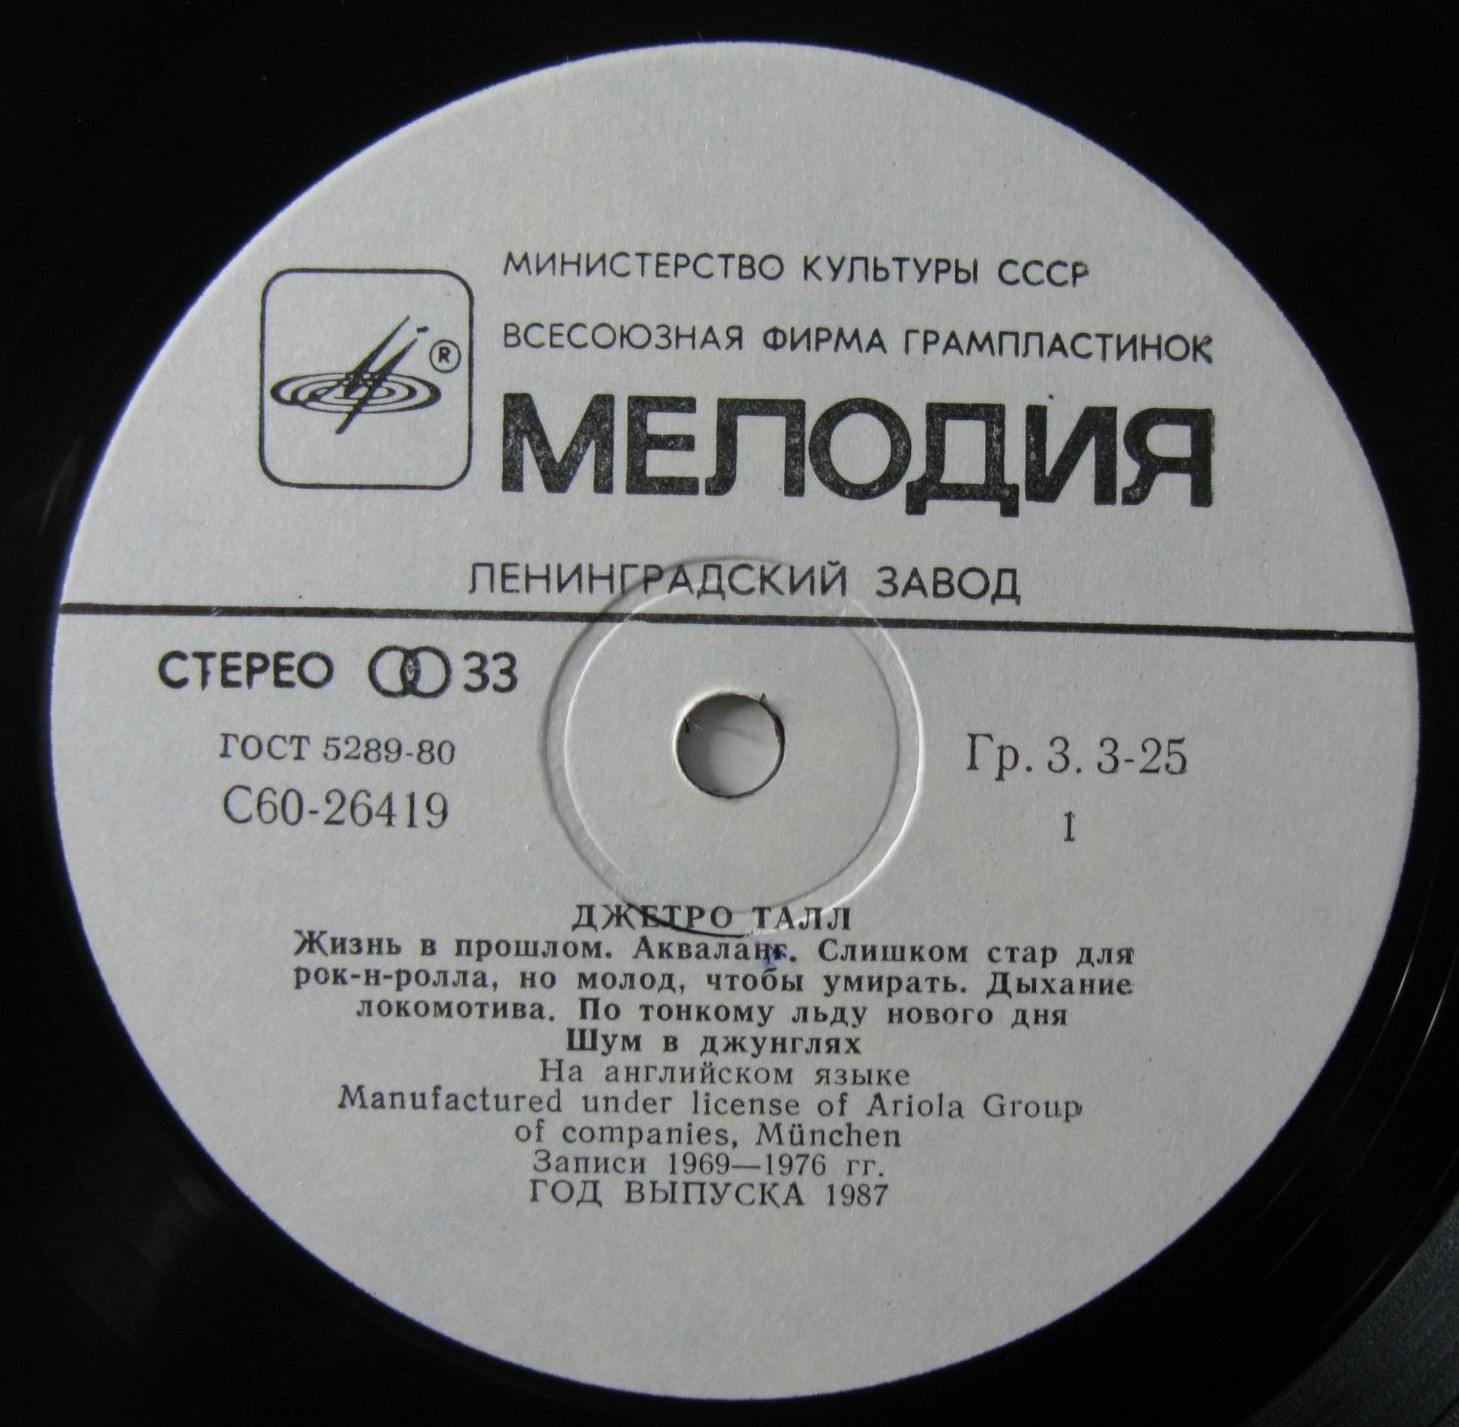 МИНИСТЕРСТВО КУЛЬТУРЫ СССР
ВСЕСОЮЗНАЯ ФИРМА ГРАМПЛАСТИНОК
®
МЕЛОДИЯ
ЛЕНИНГРАДСКИЙ ЗАВОД
СТЕРЕО 33
ГОСТ 5289-80
Гр. 3. 3-25
С60-26419
1
ДЖЕТРО ТАЛЛ
Жизнь в прошлом. Акваланг. Слишком стар для
рок-н-ролла, но молод, чтобы умирать. Дыхание
локомотива. По тонкому льду нового дня
Шум в джунглях
На английском языке
Manufactured under license of Ariola Group
of companies, München
Записи 1969—1976 гг.
ГОД ВЫПУСКА 1987